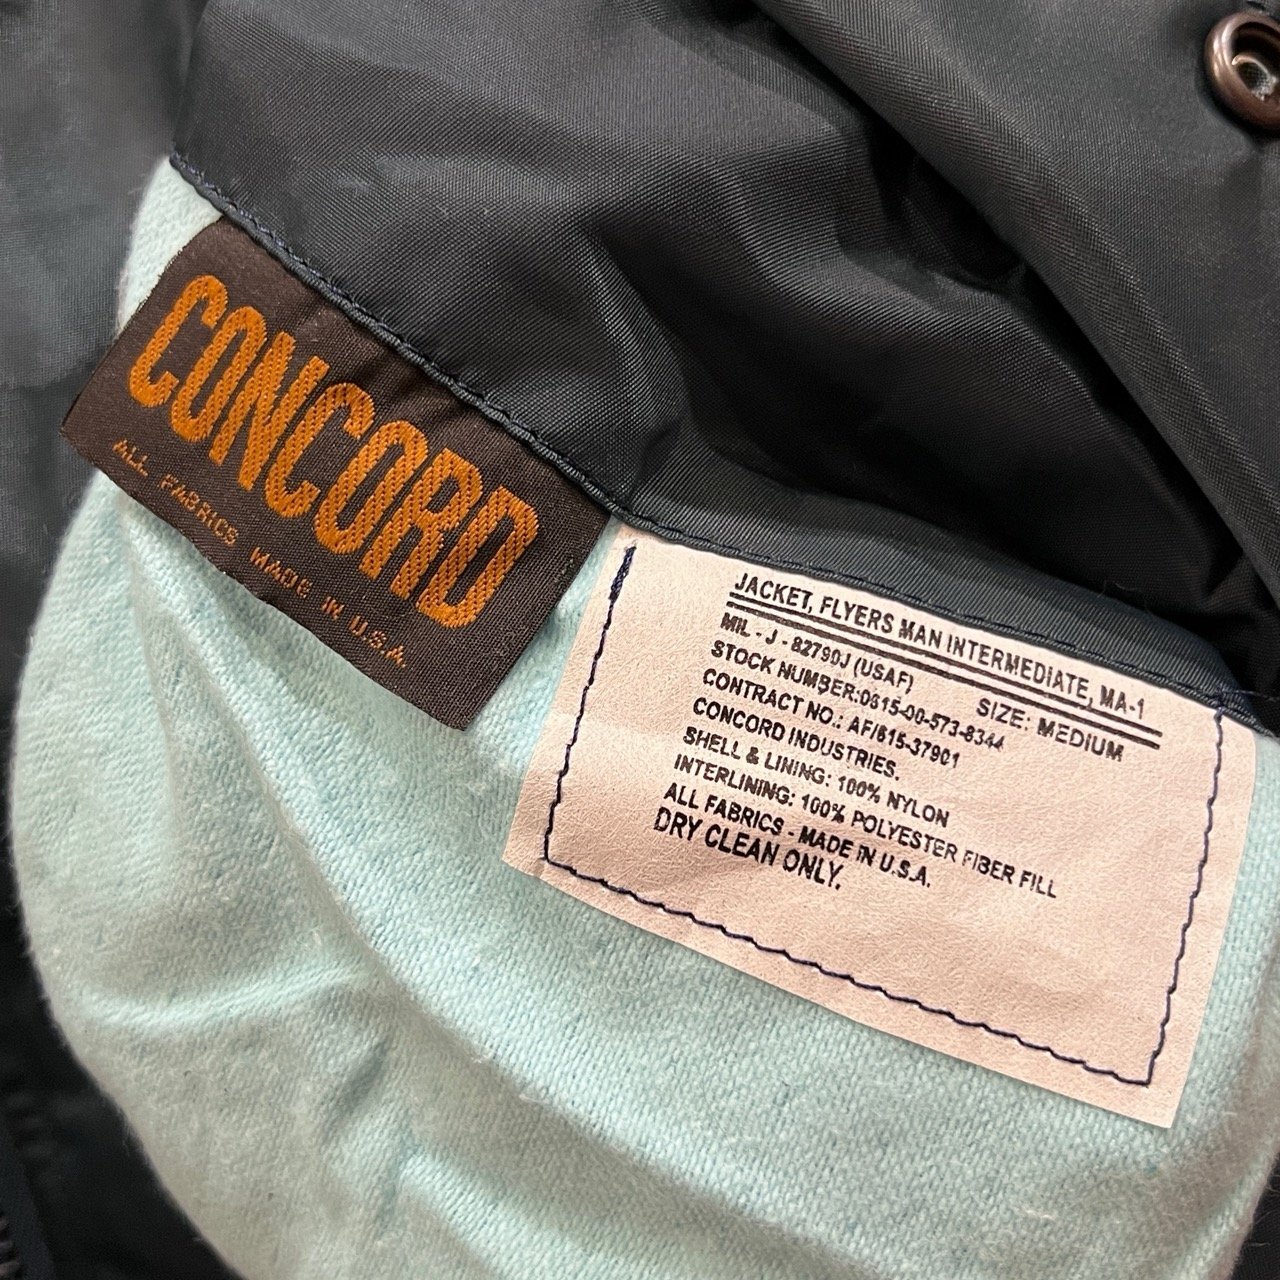 CONCORD
ALL FABRICS MADE IN U.S.A.
JACKET, FLYERS MAN INTERMEDIATE, MA-1
MIL - J - 82790J (USAF) SIZE: MEDIUM
STOCK NUMBER:0615-00-573-8344
CONTRACT NO.: AF/615-37901
CONCORD INDUSTRIES.
SHELL & LINING: 100% NYLON
INTERLINING: 100% POLYESTER FIBER FILL
ALL FABRICS - MADE IN U.S.A.
DRY CLEAN ONLY.